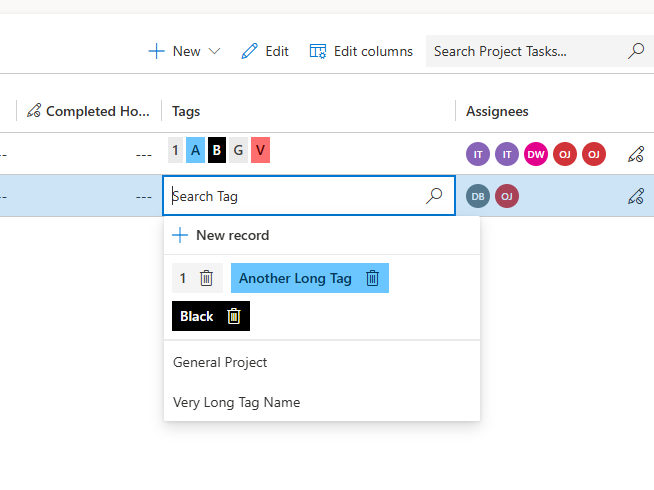 New Edit Edit columns Search Project Tasks...
Completed Ho... Tags Assignees
-- --- 1 A B G V IT IT DW OJ OJ
-- --- Search Tag DB OJ
New record
1 Another Long Tag
Black
General Project
Very Long Tag Name